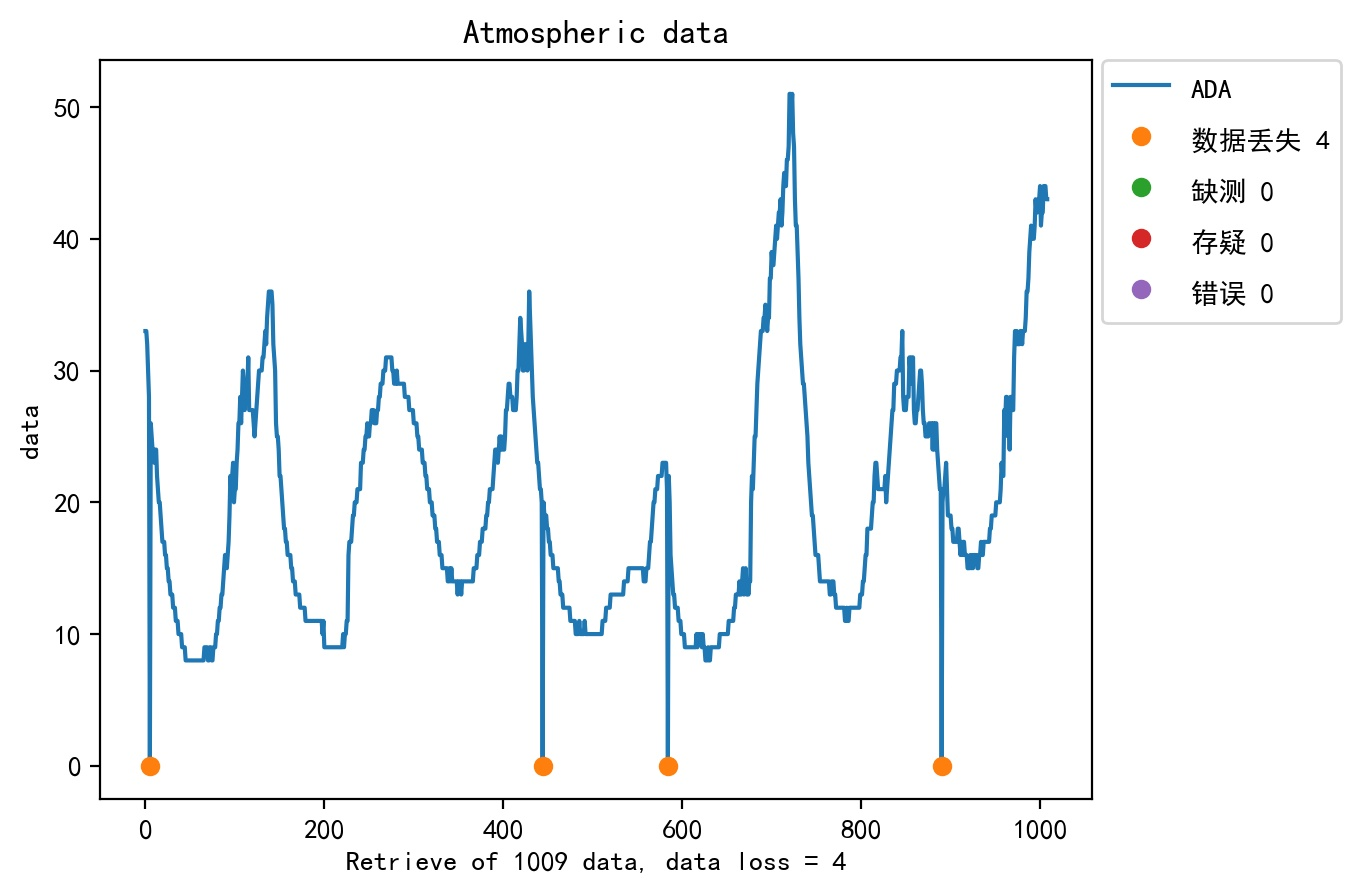 Atmospheric data
ADA
数据丢失 4
缺测 0
存疑 0
错误 0
data
50
40
30
20
10
0
0 200 400 600 800 1000
Retrieve of 1009 data, data loss = 4